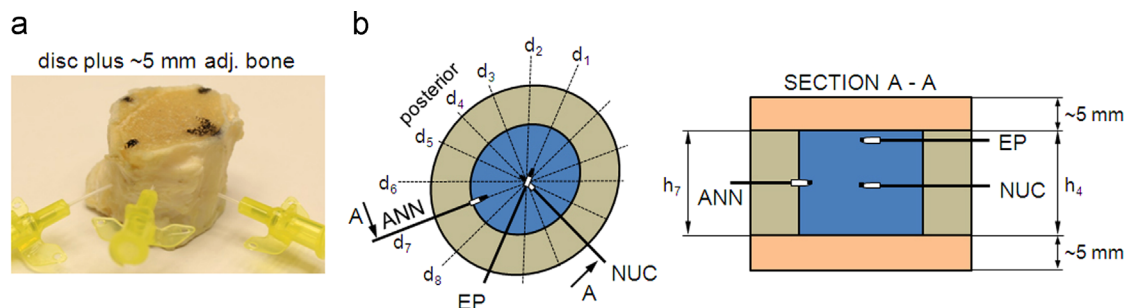 a
disc plus ~5 mm adj. bone
b
d2
d1
d3
d4
posterior
d5
d6
A
ANN
d7
d8
EP
A
NUC
SECTION A - A
~5 mm
EP
h7
ANN
NUC
h4
~5 mm